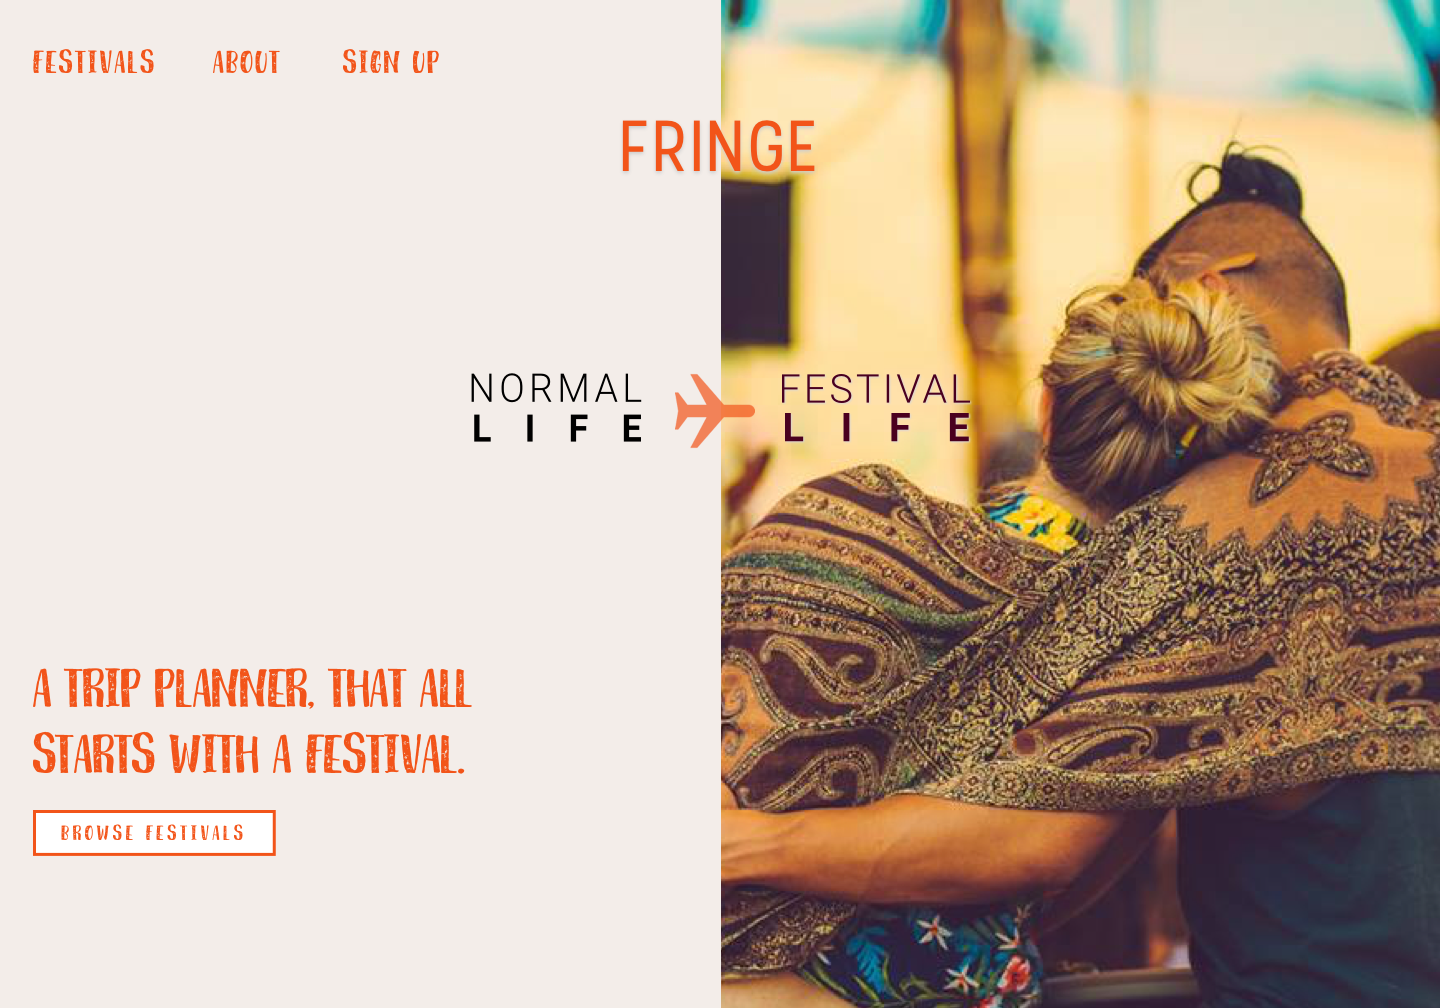 FESTIVALS ABOUT SIGN UP
FRINGE
NORMAL
LIFE
FESTIVAL
LIFE
A TRIP PLANNER, THAT ALL
STARTS WITH A FESTIVAL.
BROWSE FESTIVALS